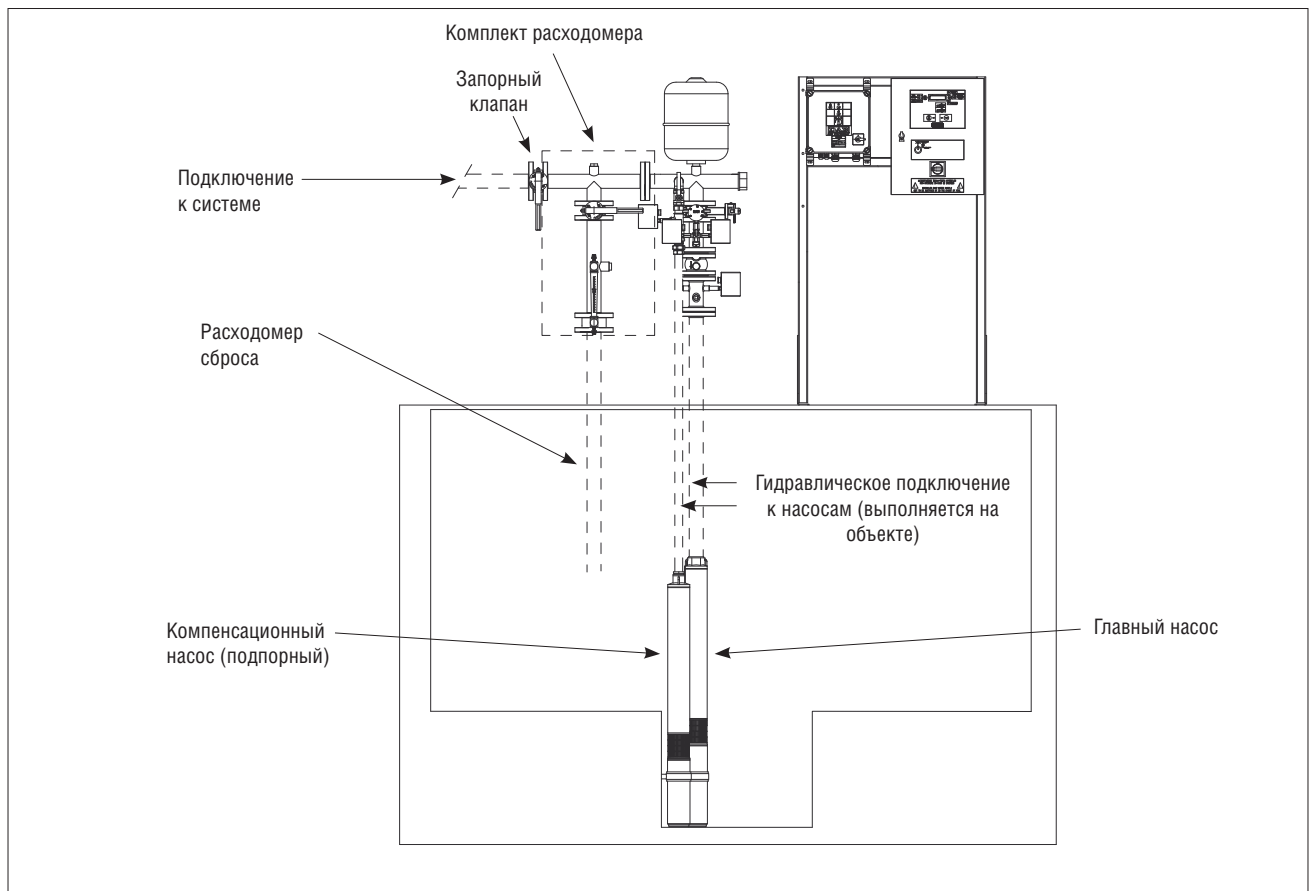 Комплект расходомера
Запорный
клапан
Подключение
к системе
Расходомер
сброса
Гидравлическое подключение
к насосам (выполняется на
объекте)
Компенсационный
насос (подпорный)
Главный насос